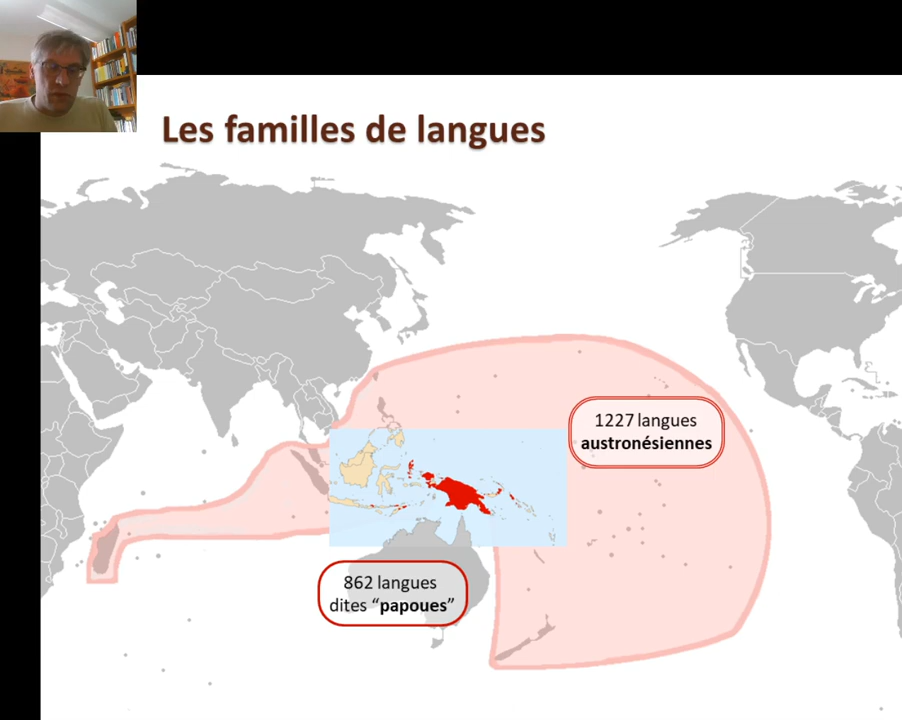 Les familles de langues
1227 langues
austronésiennes
862 langues
dites “papoues”